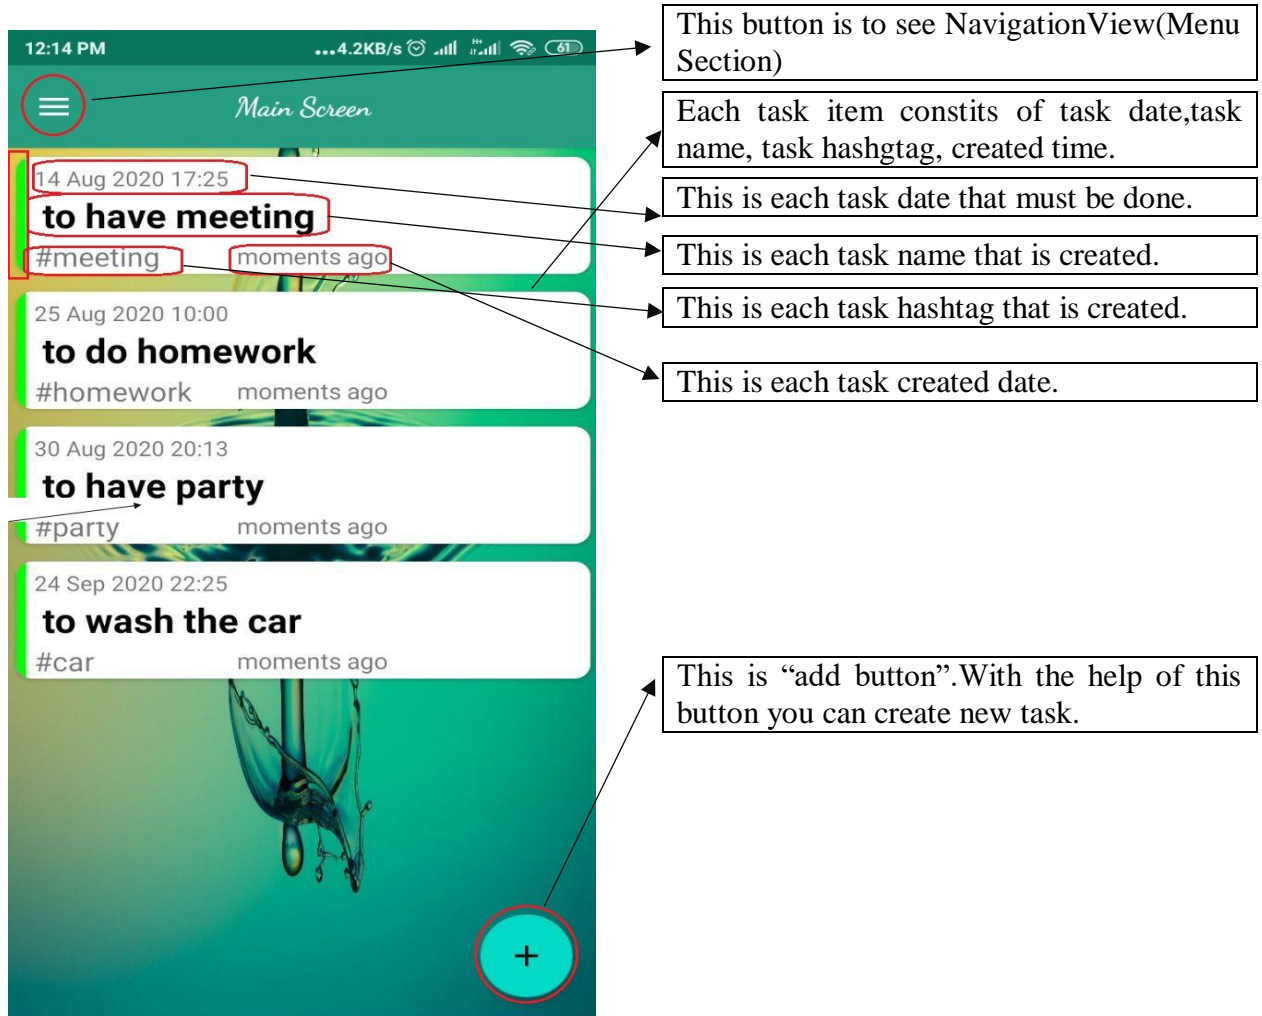 12:14 PM
...4.2KB/s
H+
61
Main Screen
14 Aug 2020 17:25
to have meeting
#meeting moments ago
25 Aug 2020 10:00
to do homework
#homework moments ago
30 Aug 2020 20:13
to have party
#party moments ago
24 Sep 2020 22:25
to wash the car
#car moments ago
+
This button is to see NavigationView(Menu
Section)
Each task item constits of task date,task
name, task hashgtag, created time.
This is each task date that must be done.
This is each task name that is created.
This is each task hashtag that is created.
This is each task created date.
This is “add button”.With the help of this
button you can create new task.